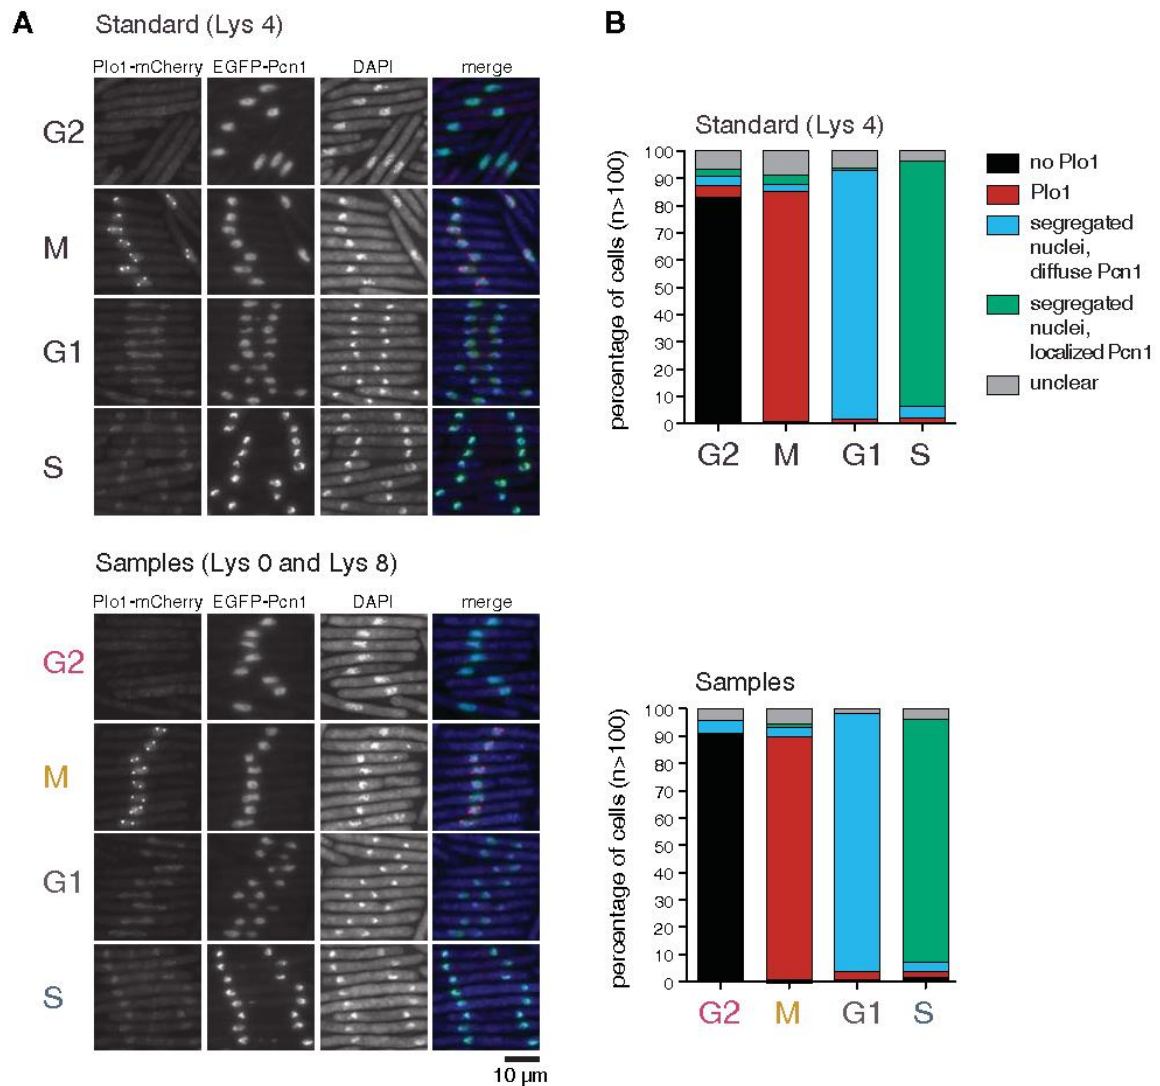 A
Standard (Lys 4)
Plo1-mCherry EGFP-Pcn1 DAPI merge
G2
M
G1
S
Samples (Lys 0 and Lys 8)
Plo1-mCherry EGFP-Pcn1 DAPI merge
G2
M
G1
S
10 µm
B
Standard (Lys 4)
percentage of cells (n>100)
100
90
80
70
60
50
40
30
20
10
0
G2 M G1 S
no Plo1
Plo1
segregated
nuclei,
diffuse Pcn1
segregated
nuclei,
localized Pcn1
unclear
Samples
percentage of cells (n>100)
100
90
80
70
60
50
40
30
20
10
0
G2 M G1 S